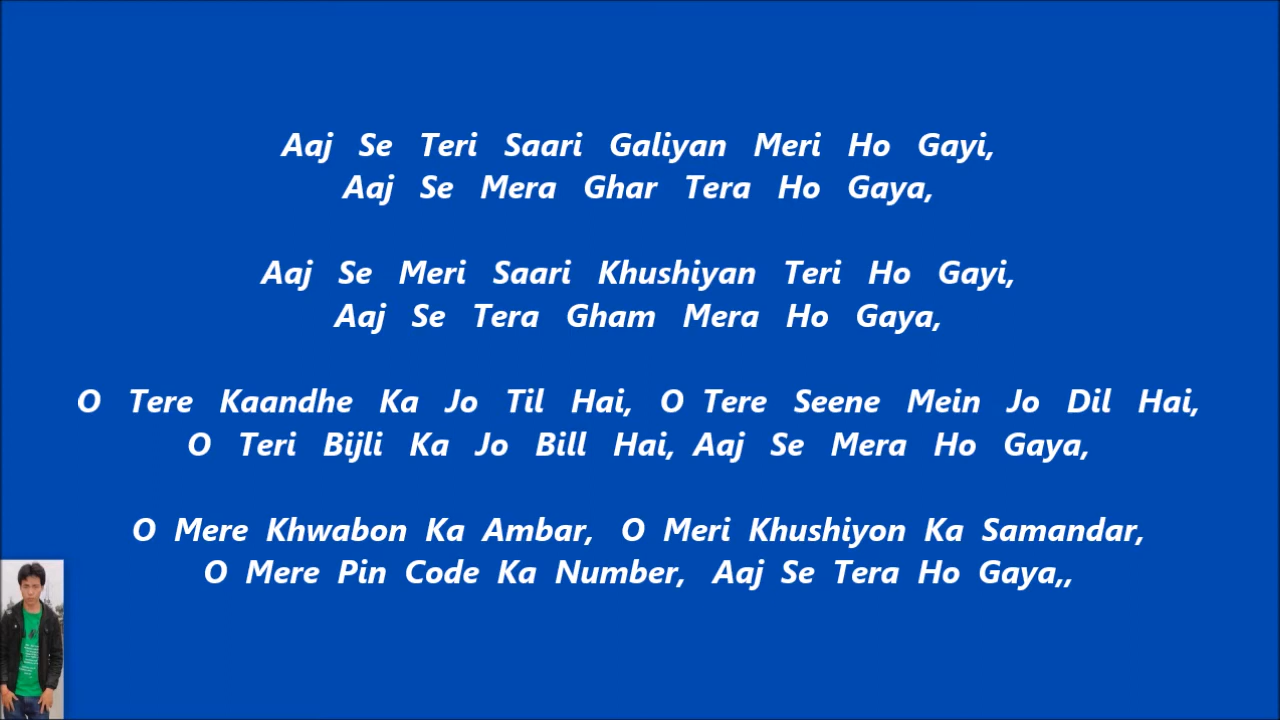 Aaj Se Teri Saari Galiyan Meri Ho Gayi,
Aaj Se Mera Ghar Tera Ho Gaya,
Aaj Se Meri Saari Khushiyan Teri Ho Gayi,
Aaj Se Tera Gham Mera Ho Gaya,
O Tere Kaandhe Ka Jo Til Hai, O Tere Seene Mein Jo Dil Hai,
O Teri Bijli Ka Jo Bill Hai, Aaj Se Mera Ho Gaya,
O Mere Khwabon Ka Ambar, O Meri Khushiyon Ka Samandar,
O Mere Pin Code Ka Number, Aaj Se Tera Ho Gaya,,